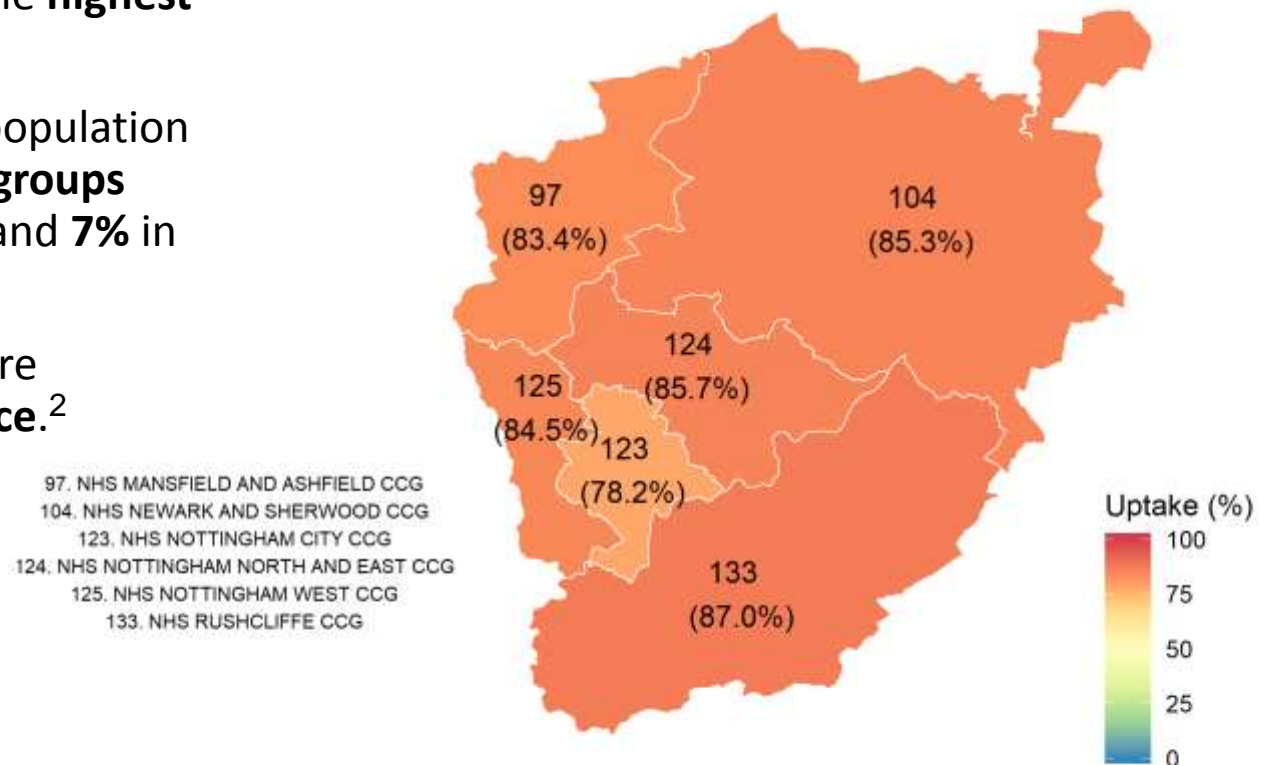 ne highest
population
groups
and 7% in
re
ce.2
97
(83.4%)
104
(85.3%)
124
(85.7%)
125
(84.5%)
123
(78.2%)
133
(87.0%)
97. NHS MANSFIELD AND ASHFIELD CCG
104. NHS NEWARK AND SHERWOOD CCG
123. NHS NOTTINGHAM CITY CCG
124. NHS NOTTINGHAM NORTH AND EAST CCG
125. NHS NOTTINGHAM WEST CCG
133. NHS RUSHCLIFFE CCG
Uptake (%)
100
75
50
25
0